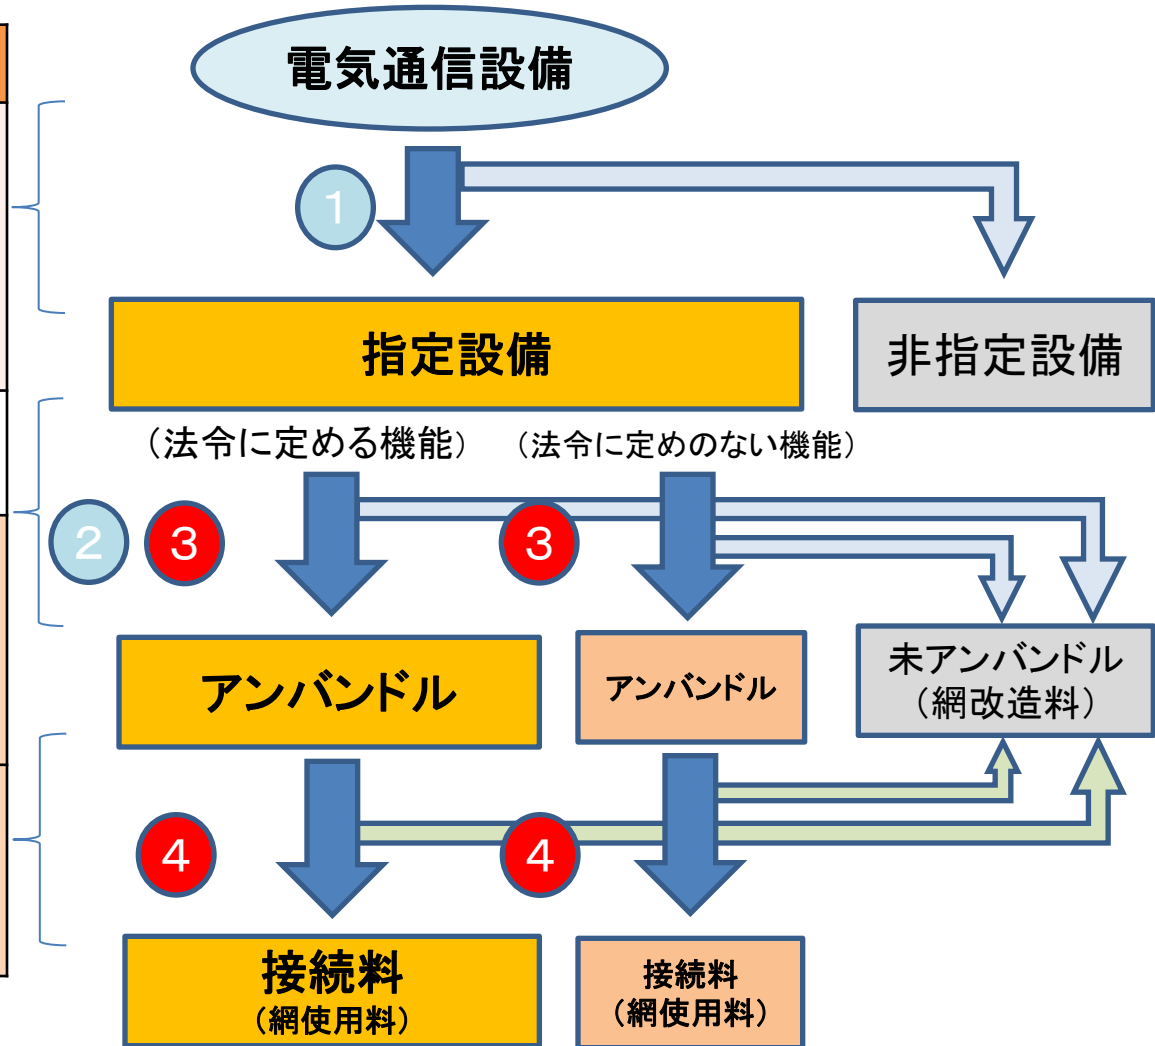 電気通信設備
１
指定設備
非指定設備
（法令に定める機能）
（法令に定めのない機能）
２
３
３
アンバンドル
アンバンドル
未アンバンドル
（網改造料）
４
４
接続料
（網使用料）
接続料
（網使用料）